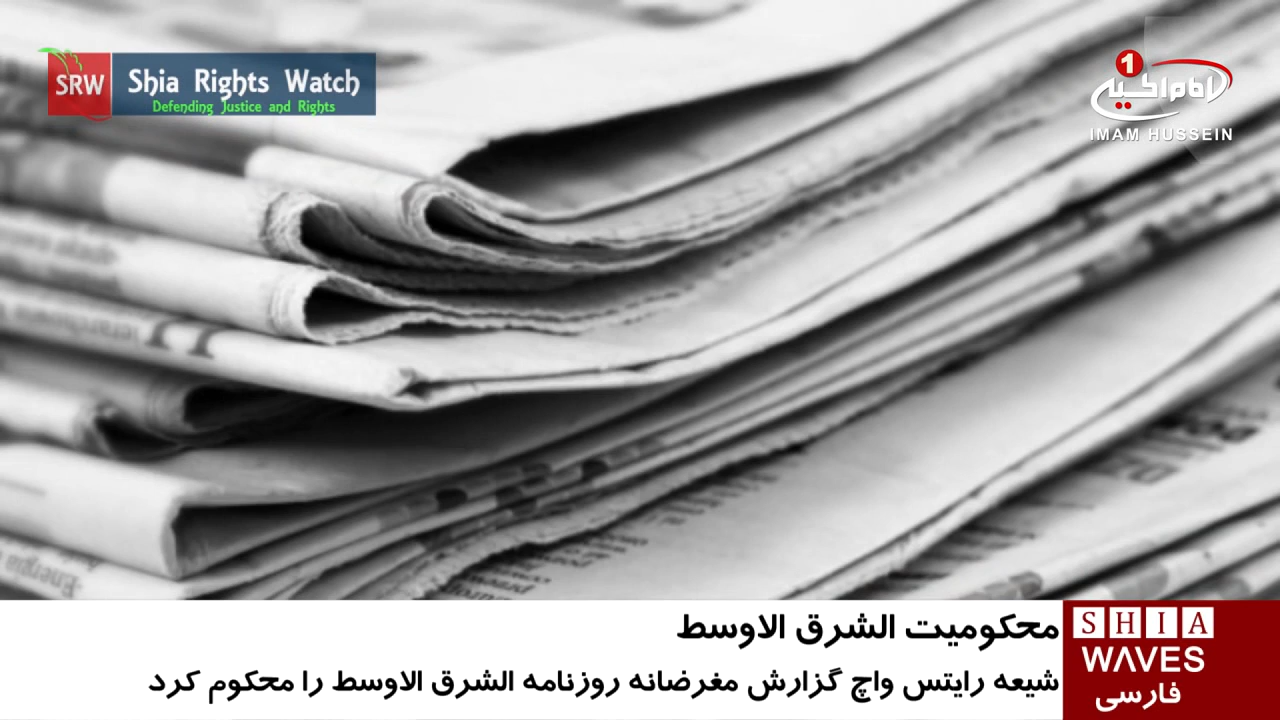 SRW
Shia Rights Watch
Defending Justice and Rights
1
امام حسین
IMAM HUSSEIN
محکومیت الشرق الاوسط
شیعه رایتس واچ گزارش مغرضانه روزنامه الشرق الاوسط را محکوم کرد
SHIA
WAVES
فارسی